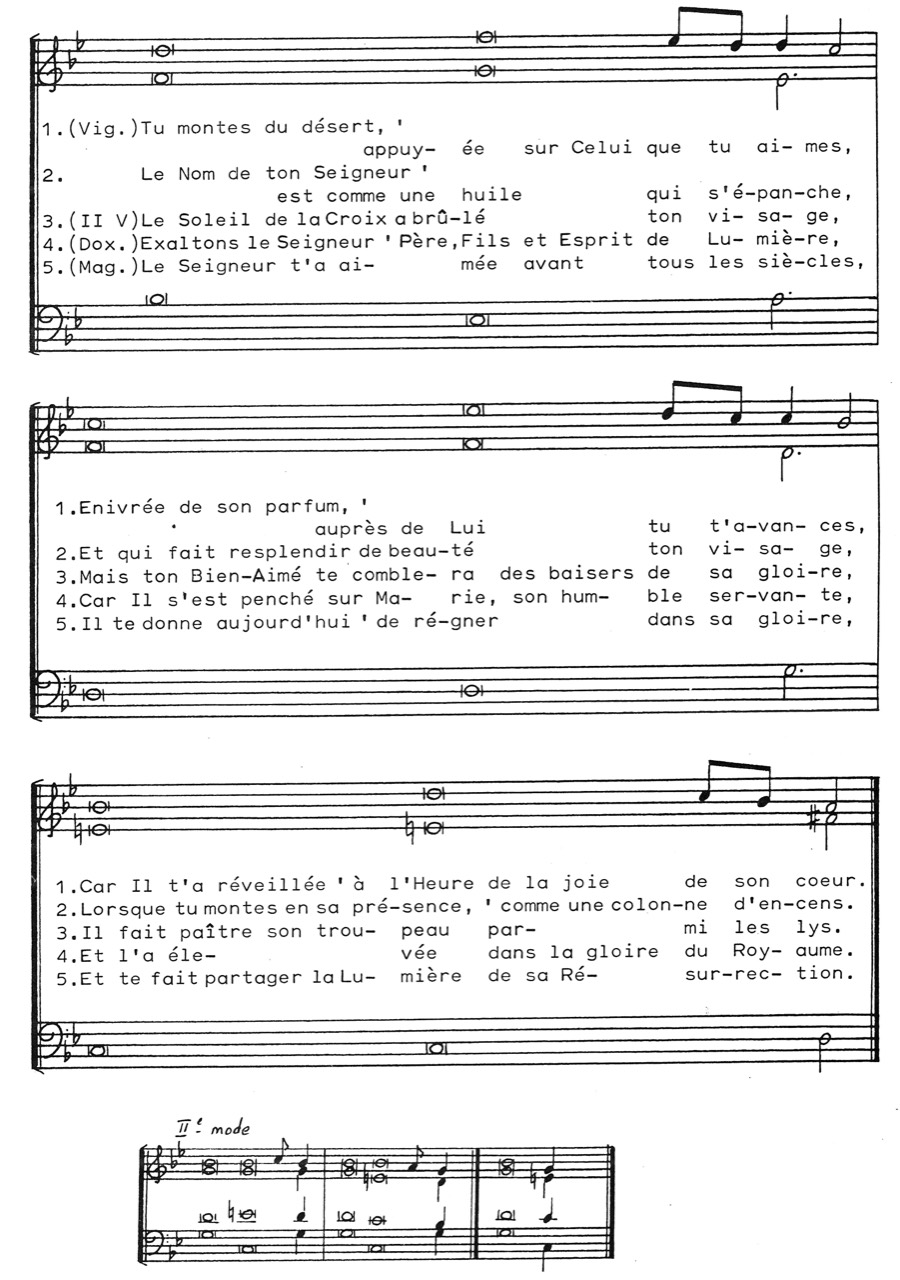 1.(Vig.)Tu montes du désert, '
appuy- ée sur Celui que tu ai- mes,
2. Le Nom de ton Seigneur '
est comme une huile qui s'é-pan-che,
3.(II V)Le Soleil de la Croix a brû-lé ton vi- sa- ge,
4.(Dox.)Exaltons le Seigneur ' Père,Fils et Esprit de Lu- miè-re,
5.(Mag.)Le Seigneur t'a ai- mée avant tous les siè-cles,
1.Enivrée de son parfum, '
auprès de Lui tu t'a-van- ces,
2.Et qui fait resplendir de beau-té ton vi- sa- ge,
3.Mais ton Bien-Aimé te comble- ra des baisers de sa gloi-re,
4.Car Il s'est penché sur Ma- rie, son hum- ble ser-van- te,
5.Il te donne aujourd'hui ' de ré-gner dans sa gloi-re,
1.Car Il t'a réveillée ' à l'Heure de la joie de son coeur.
2.Lorsque tu montes en sa pré-sence, ' comme une colon-ne d'en-cens.
3.Il fait paître son trou- peau par- mi les lys.
4.Et l'a éle- vée dans la gloire du Roy- aume.
5.Et te fait partager la Lu- mière de sa Ré- sur-rec- tion.
IIe mode